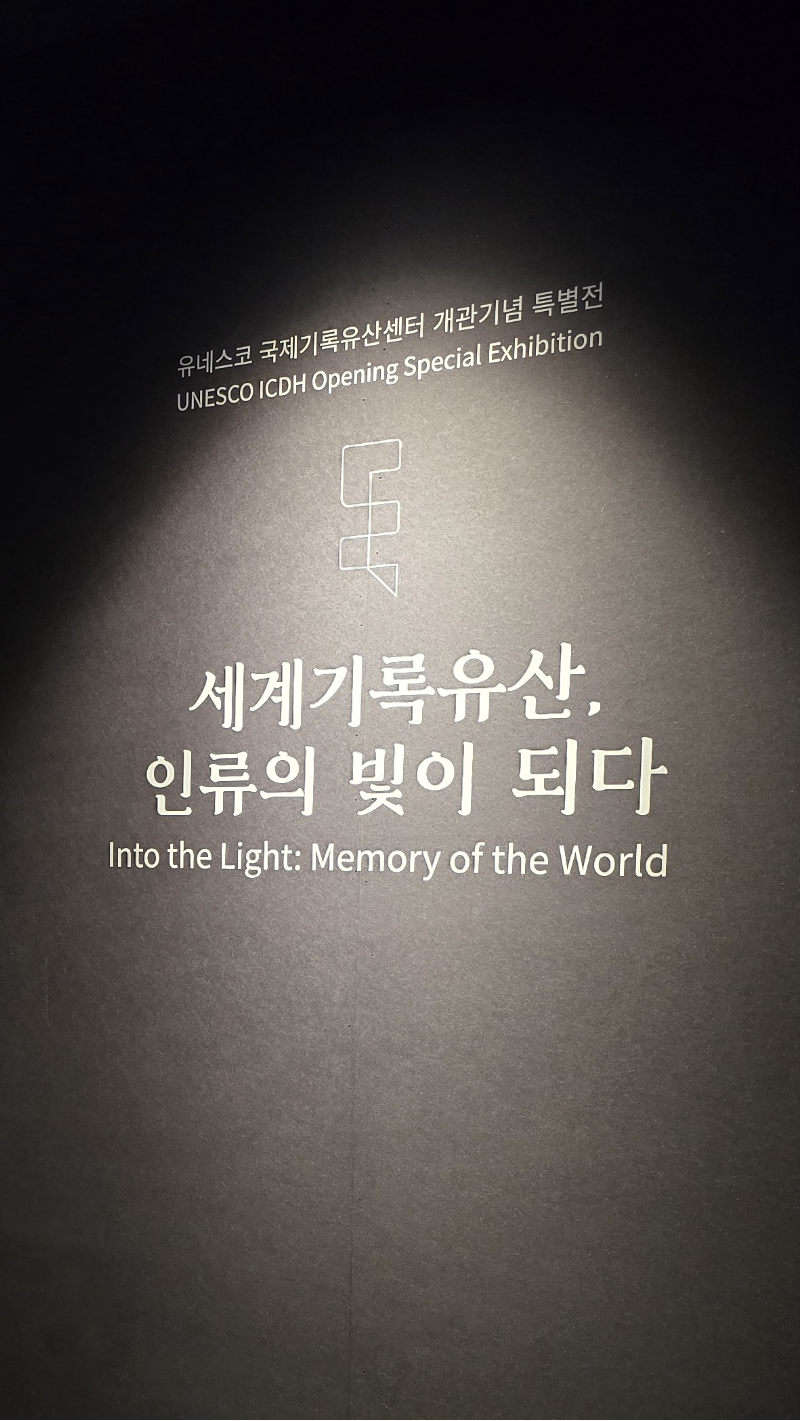 유네스코 국제기록유산센터 개관기념 특별전
UNESCO ICDH Opening Special Exhibition
세계기록유산,
인류의 빛이 되다
Into the Light: Memory of the World